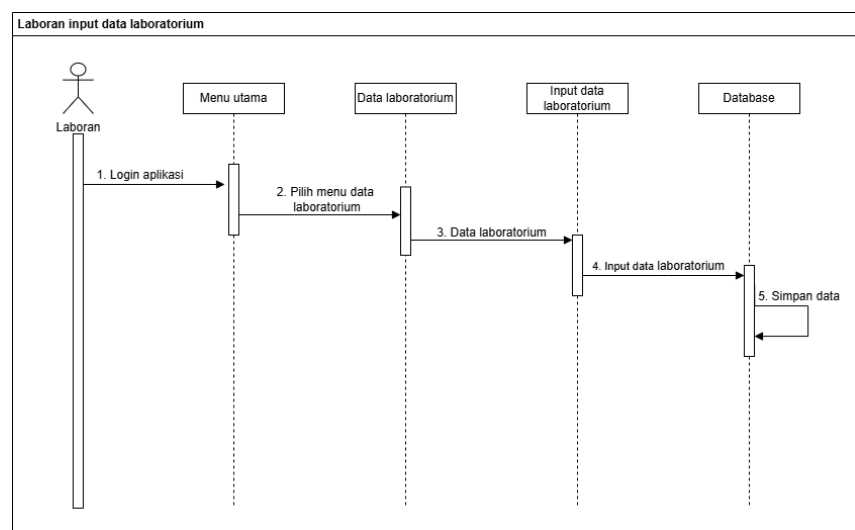 Laboran input data laboratorium
Laboran
Menu utama
Data laboratorium
Input data
laboratorium
Database
1. Login aplikasi
2. Pilih menu data
laboratorium
3. Data laboratorium
4. Input data laboratorium
5. Simpan data